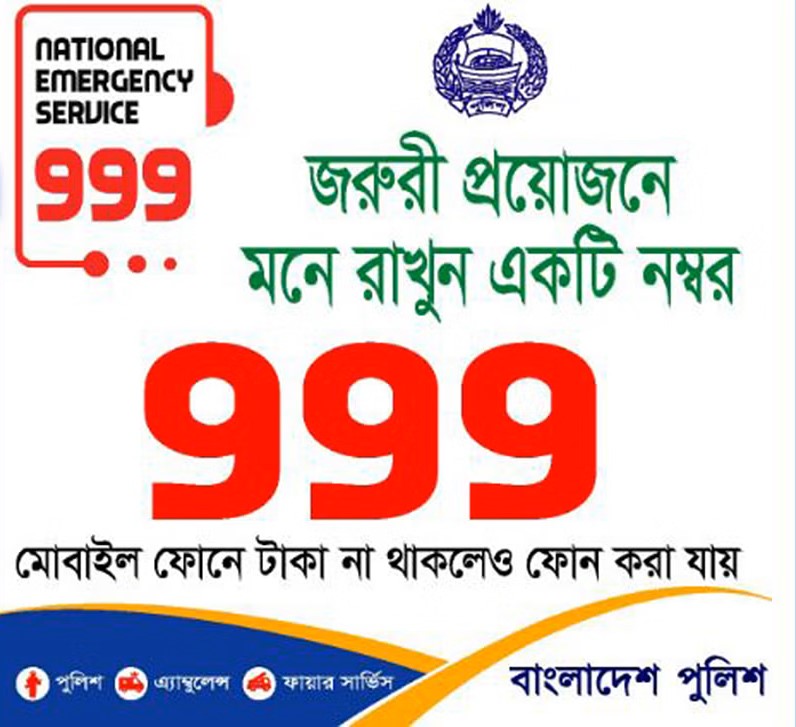 NATIONAL
EMERGENCY
SERVICE
999
পুলিশ
জরুরী প্রয়োজনে
মনে রাখুন একটি নম্বর
999
মোবাইল ফোনে টাকা না থাকলেও ফোন করা যায়
পুলিশ এ্যাম্বুলেন্স ফায়ার সার্ভিস
বাংলাদেশ পুলিশ